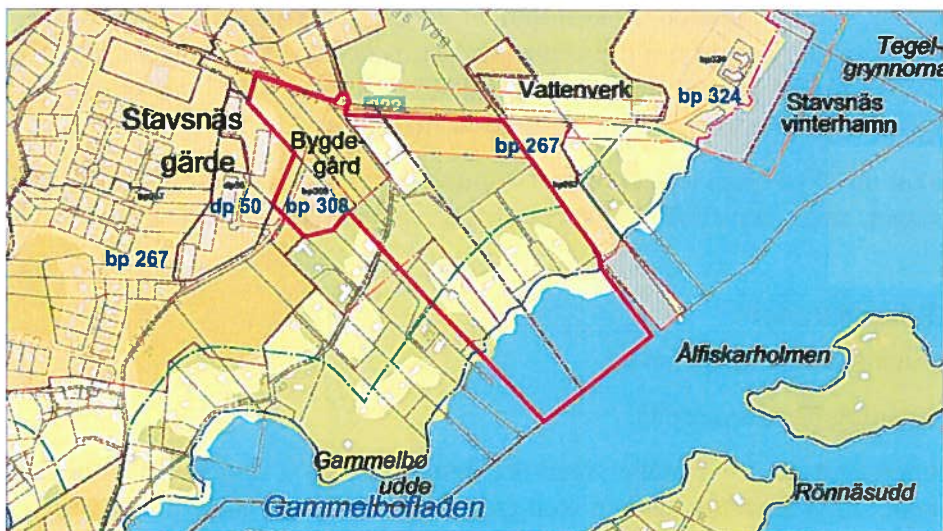 Tegel-
grynnorna
Vattenverk
bp 324
Stavsnäs
vinterhamn
Stavsnäs
gärde
Bygde-
gård
bp 267
dp 50
bp 308
bp 267
Ålfiskarholmen
Gammelbo
udde
Rönnäsudd
Gammelbofladen